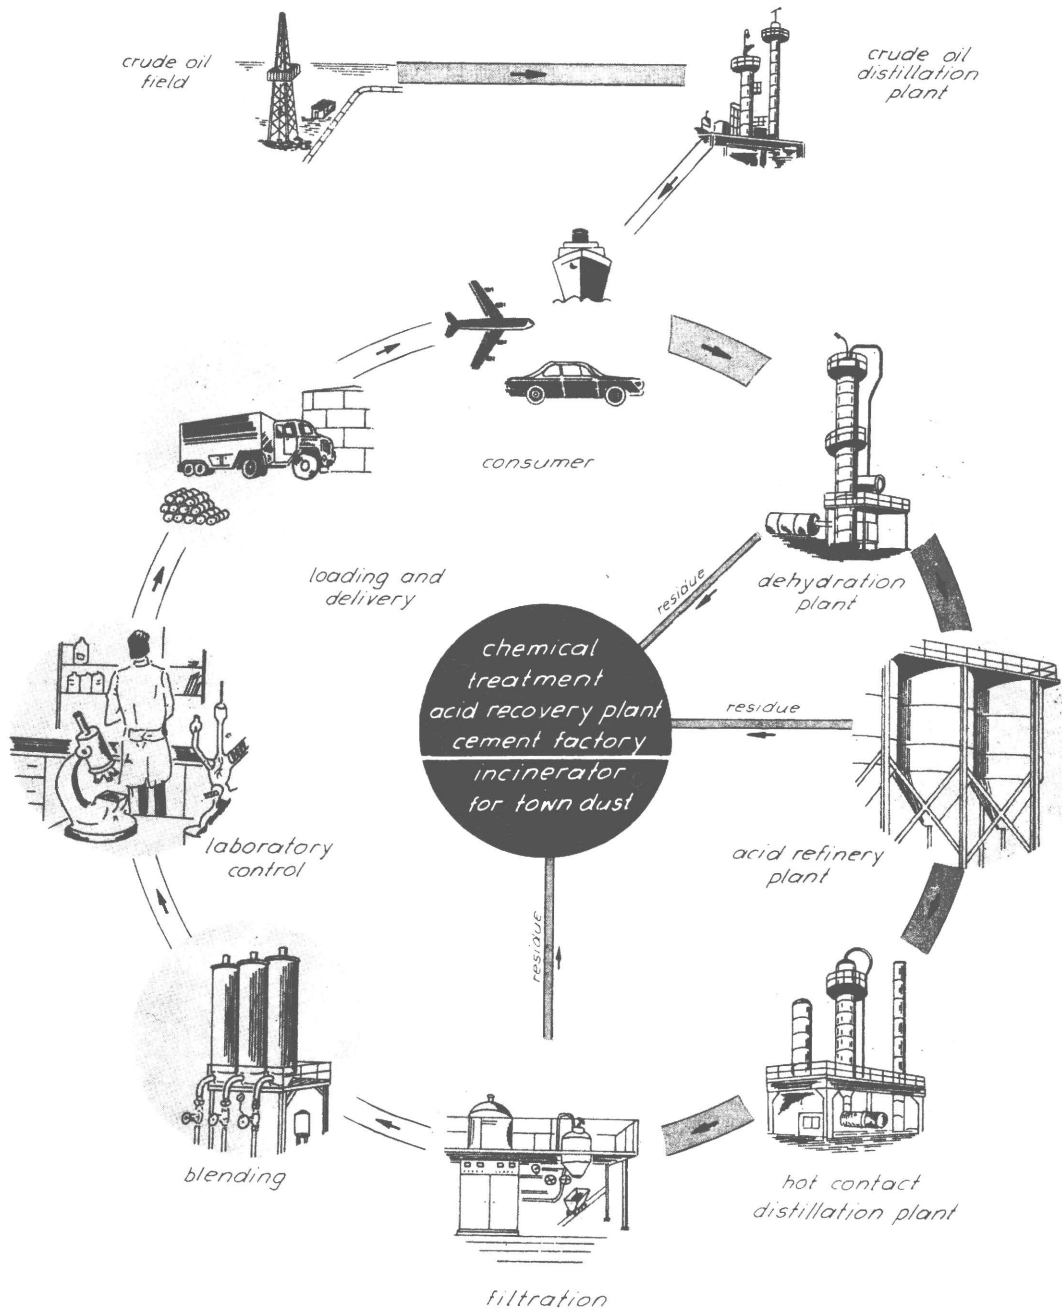 crude oil
field
crude oil
distillation
plant
consumer
loading and
delivery
dehydration
plant
residue
chemical
treatment
acid recovery plant
cement factory
incinerator
for town dust
residue
acid refinery
plant
laboratory
control
residue
blending
hot contact
distillation plant
filtration